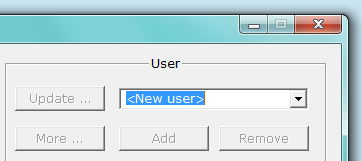 User
Update ...
<New user>
More ...
Add
Remove